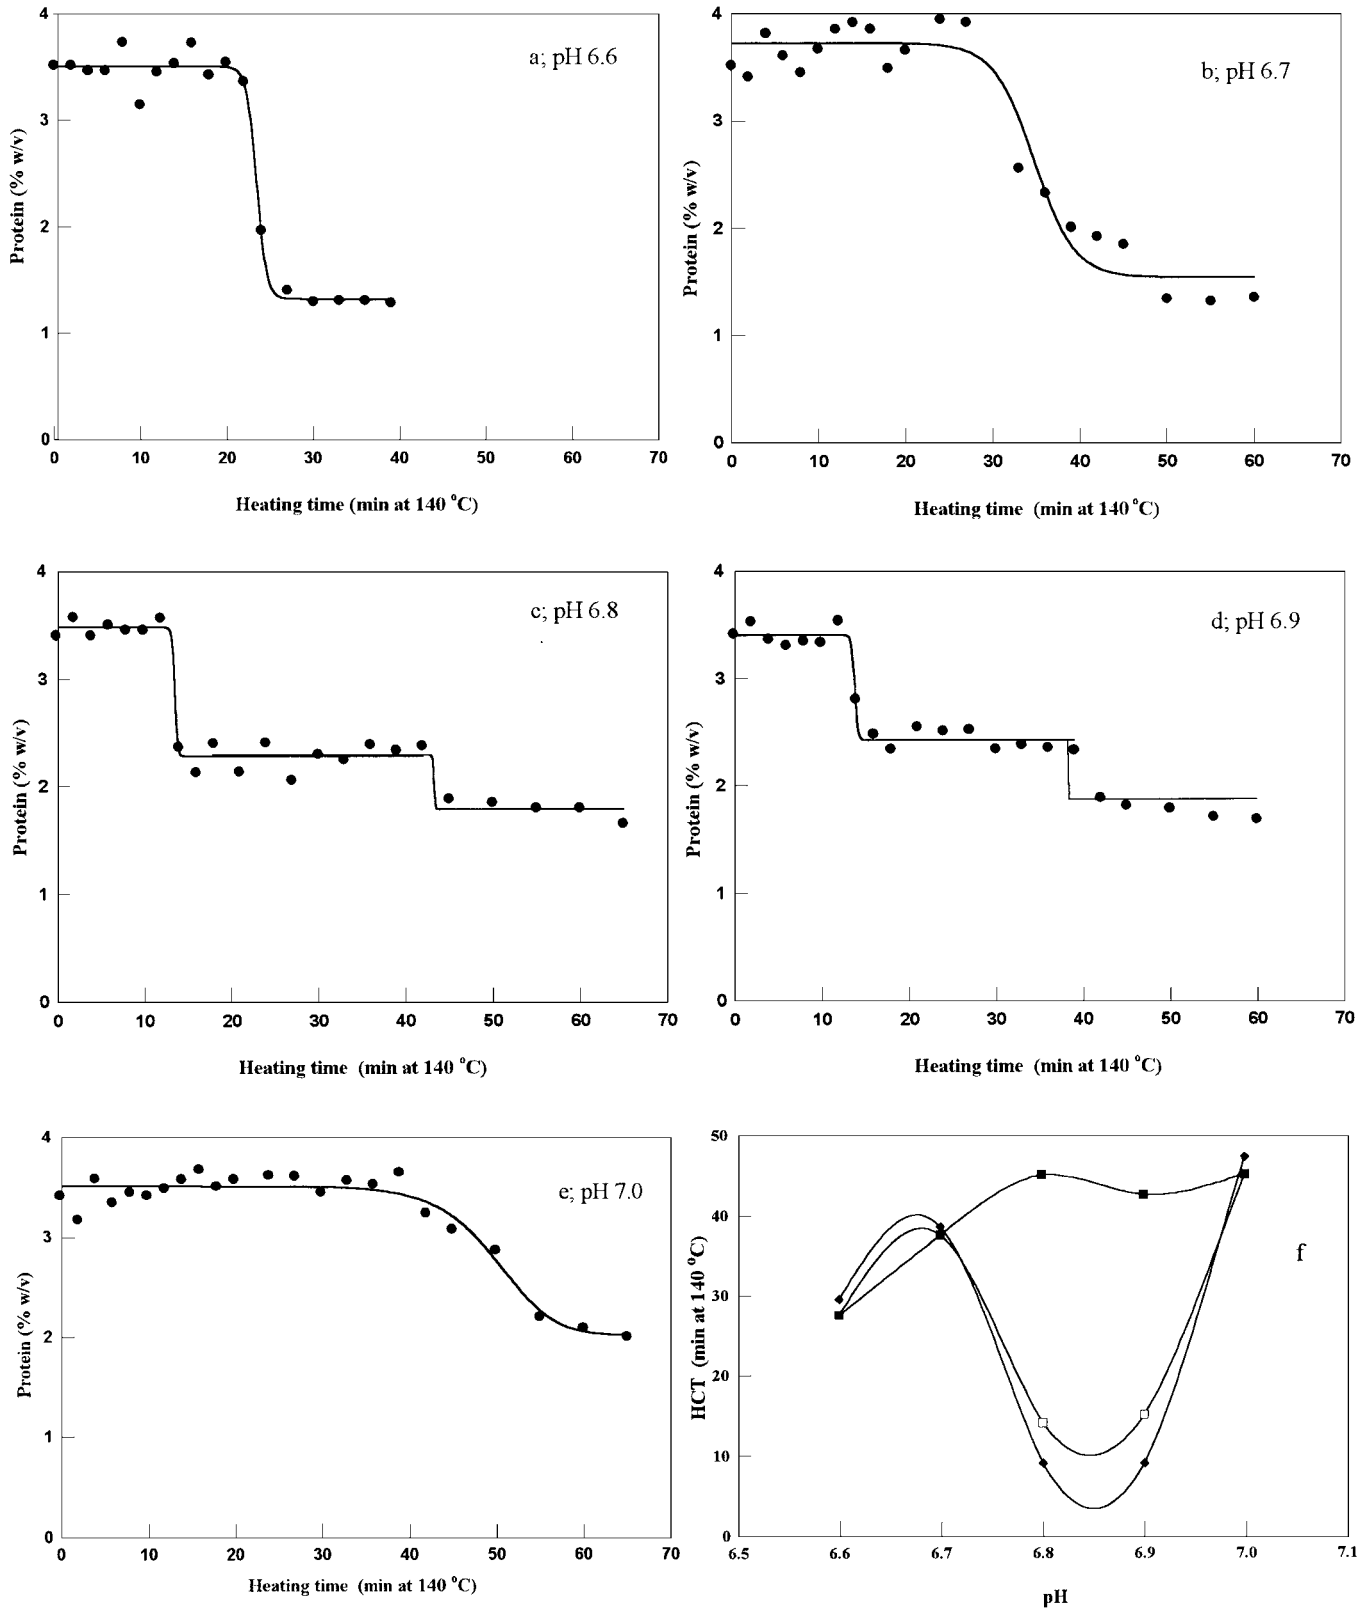 4
3
2
1
0
Protein (% w/v)
a; pH 6.6
0 10 20 30 40 50 60 70
Heating time (min at 140 °C)
4
3
2
1
0
Protein (% w/v)
b; pH 6.7
0 10 20 30 40 50 60 70
Heating time (min at 140 °C)
4
3
2
1
0
Protein (% w/v)
c; pH 6.8
0 10 20 30 40 50 60 70
Heating time (min at 140 °C)
4
3
2
1
0
Protein (% w/v)
d; pH 6.9
0 10 20 30 40 50 60 70
Heating time (min at 140 °C)
4
3
2
1
0
Protein (% w/v)
e; pH 7.0
0 10 20 30 40 50 60 70
Heating time (min at 140 °C)
50
40
30
20
10
0
HCT (min at 140 °C)
f
6.5 6.6 6.7 6.8 6.9 7.0 7.1
pH